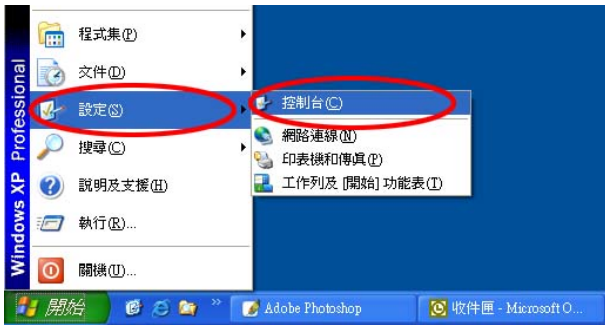 Windows XP Professional
程式集(P)
文件(D)
設定(S)
搜尋(C)
說明及支援(H)
執行(R)...
關機(U)...
控制台(C)
網路連線(N)
印表機和傳真(P)
工作列及 [開始] 功能表(T)
開始
»
Adobe Photoshop
收件匣 - Microsoft O...